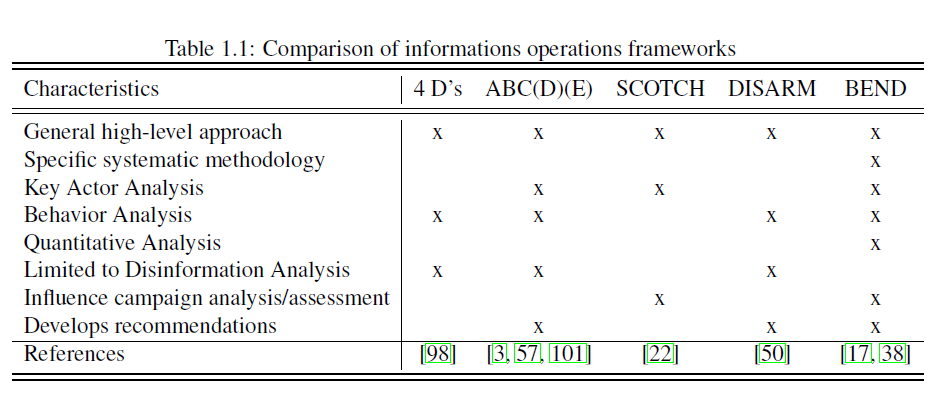 Table 1.1: Comparison of informations operations frameworks
Characteristics 4 D's ABC(D)(E) SCOTCH DISARM BEND
General high-level approach x x x x x
Specific systematic methodology x
Key Actor Analysis x x x
Behavior Analysis x x x x
Quantitative Analysis x
Limited to Disinformation Analysis x x x
Influence campaign analysis/assessment x x
Develops recommendations x x x
References [98] [3, 57, 101] [22] [50] [17, 38]